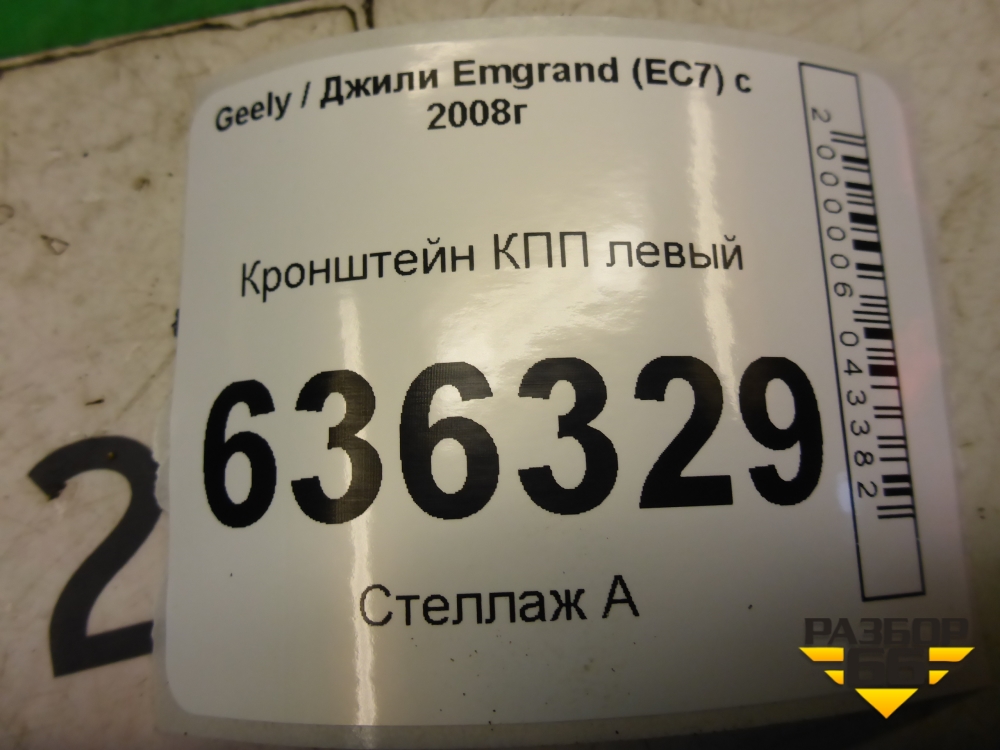 Geely / Джили Emgrand (EC7) с
2008г
Кронштейн КПП левый
636329
Стеллаж А
2000006043382
2
РАЗБОР
66